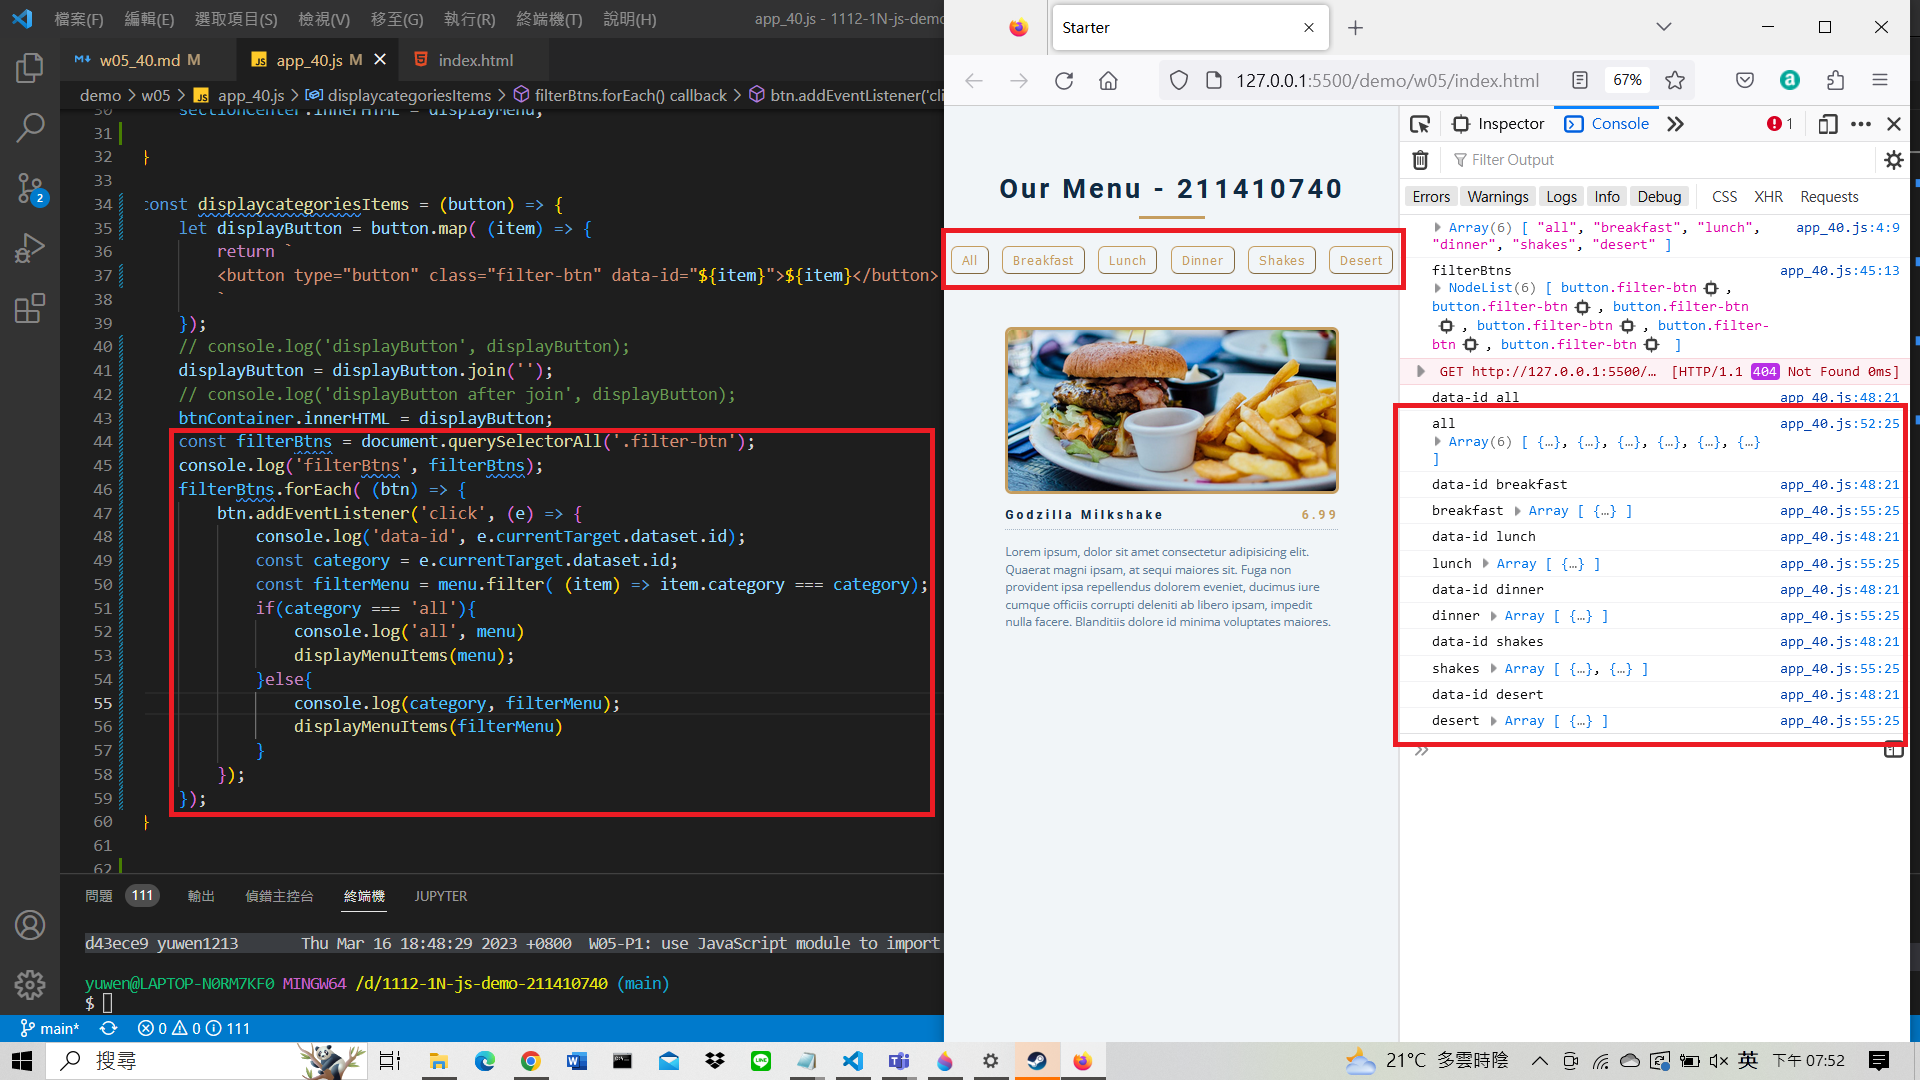 檔案(F) 編輯(E) 選取項目(S) 檢視(V) 移至(G) 執行(R) 終端機(T) 說明(H) app_40.js - 1112-1N-js-demo
w05_40.md M app_40.js M index.html
demo > w05 > app_40.js > displaycategoriesItems > filterBtns.forEach() callback > btn.addEventListener('cli
30 sectionCenter.innerHTML = displayMenu;
31
32 }
33
34 const displaycategoriesItems = (button) => {
35 let displayButton = button.map( (item) => {
36 return `
37 <button type="button" class="filter-btn" data-id="${item}">${item}</button>
38 `
39 });
40 // console.log('displayButton', displayButton);
41 displayButton = displayButton.join('');
42 // console.log('displayButton after join', displayButton);
43 btnContainer.innerHTML = displayButton;
44 const filterBtns = document.querySelectorAll('.filter-btn');
45 console.log('filterBtns', filterBtns);
46 filterBtns.forEach( (btn) => {
47 btn.addEventListener('click', (e) => {
48 console.log('data-id', e.currentTarget.dataset.id);
49 const category = e.currentTarget.dataset.id;
50 const filterMenu = menu.filter( (item) => item.category === category);
51 if(category === 'all'){
52 console.log('all', menu)
53 displayMenuItems(menu);
54 }else{
55 console.log(category, filterMenu);
56 displayMenuItems(filterMenu)
57 }
58 });
59 });
60 }
61
62
2
問題 111 輸出 偵錯主控台 終端機 JUPYTER
d43ece9 yuwen1213 Thu Mar 16 18:48:29 2023 +0800 W05-P1: use JavaScript module to import
yuwen@LAPTOP-N0RM7KF0 MINGW64 /d/1112-1N-js-demo-211410740 (main)
$
main* 0 0 111
Starter
127.0.0.1:5500/demo/w05/index.html 67%
Our Menu - 211410740
All Breakfast Lunch Dinner Shakes Desert
Godzilla Milkshake 6.99
Lorem ipsum, dolor sit amet consectetur adipisicing elit.
Quaerat magni ipsam, at sequi maiores sit. Fuga non
provident ipsa repellendus dolorem eveniet, ducimus iure
cumque officiis corrupti deleniti ab libero ipsam, impedit
nulla facere. Blanditiis dolore id minima voluptates maiores.
Inspector Console 1
Filter Output
Errors Warnings Logs Info Debug CSS XHR Requests
Array(6) [ "all", "breakfast", "lunch", app_40.js:4:9
"dinner", "shakes", "desert" ]
filterBtns app_40.js:45:13
NodeList(6) [ button.filter-btn ,
button.filter-btn , button.filter-btn
, button.filter-btn , button.filter-
btn , button.filter-btn ]
GET http://127.0.0.1:5500/… [HTTP/1.1 404 Not Found 0ms]
data-id all app_40.js:48:21
all app_40.js:52:25
Array(6) [ {…}, {…}, {…}, {…}, {…}, {…}
]
data-id breakfast app_40.js:48:21
breakfast Array [ {…} ] app_40.js:55:25
data-id lunch app_40.js:48:21
lunch Array [ {…} ] app_40.js:55:25
data-id dinner app_40.js:48:21
dinner Array [ {…} ] app_40.js:55:25
data-id shakes app_40.js:48:21
shakes Array [ {…}, {…} ] app_40.js:55:25
data-id desert app_40.js:48:21
desert Array [ {…} ] app_40.js:55:25
搜尋 21°C 多雲時陰 英 下午 07:52